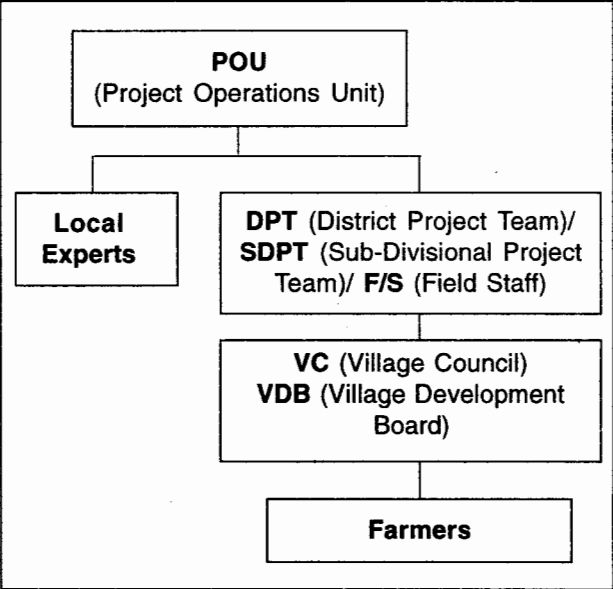 POU
(Project Operations Unit)
Local
Experts
DPT (District Project Team)/
SDPT (Sub-Divisional Project
Team)/ F/S (Field Staff)
VC (Village Council)
VDB (Village Development
Board)
Farmers